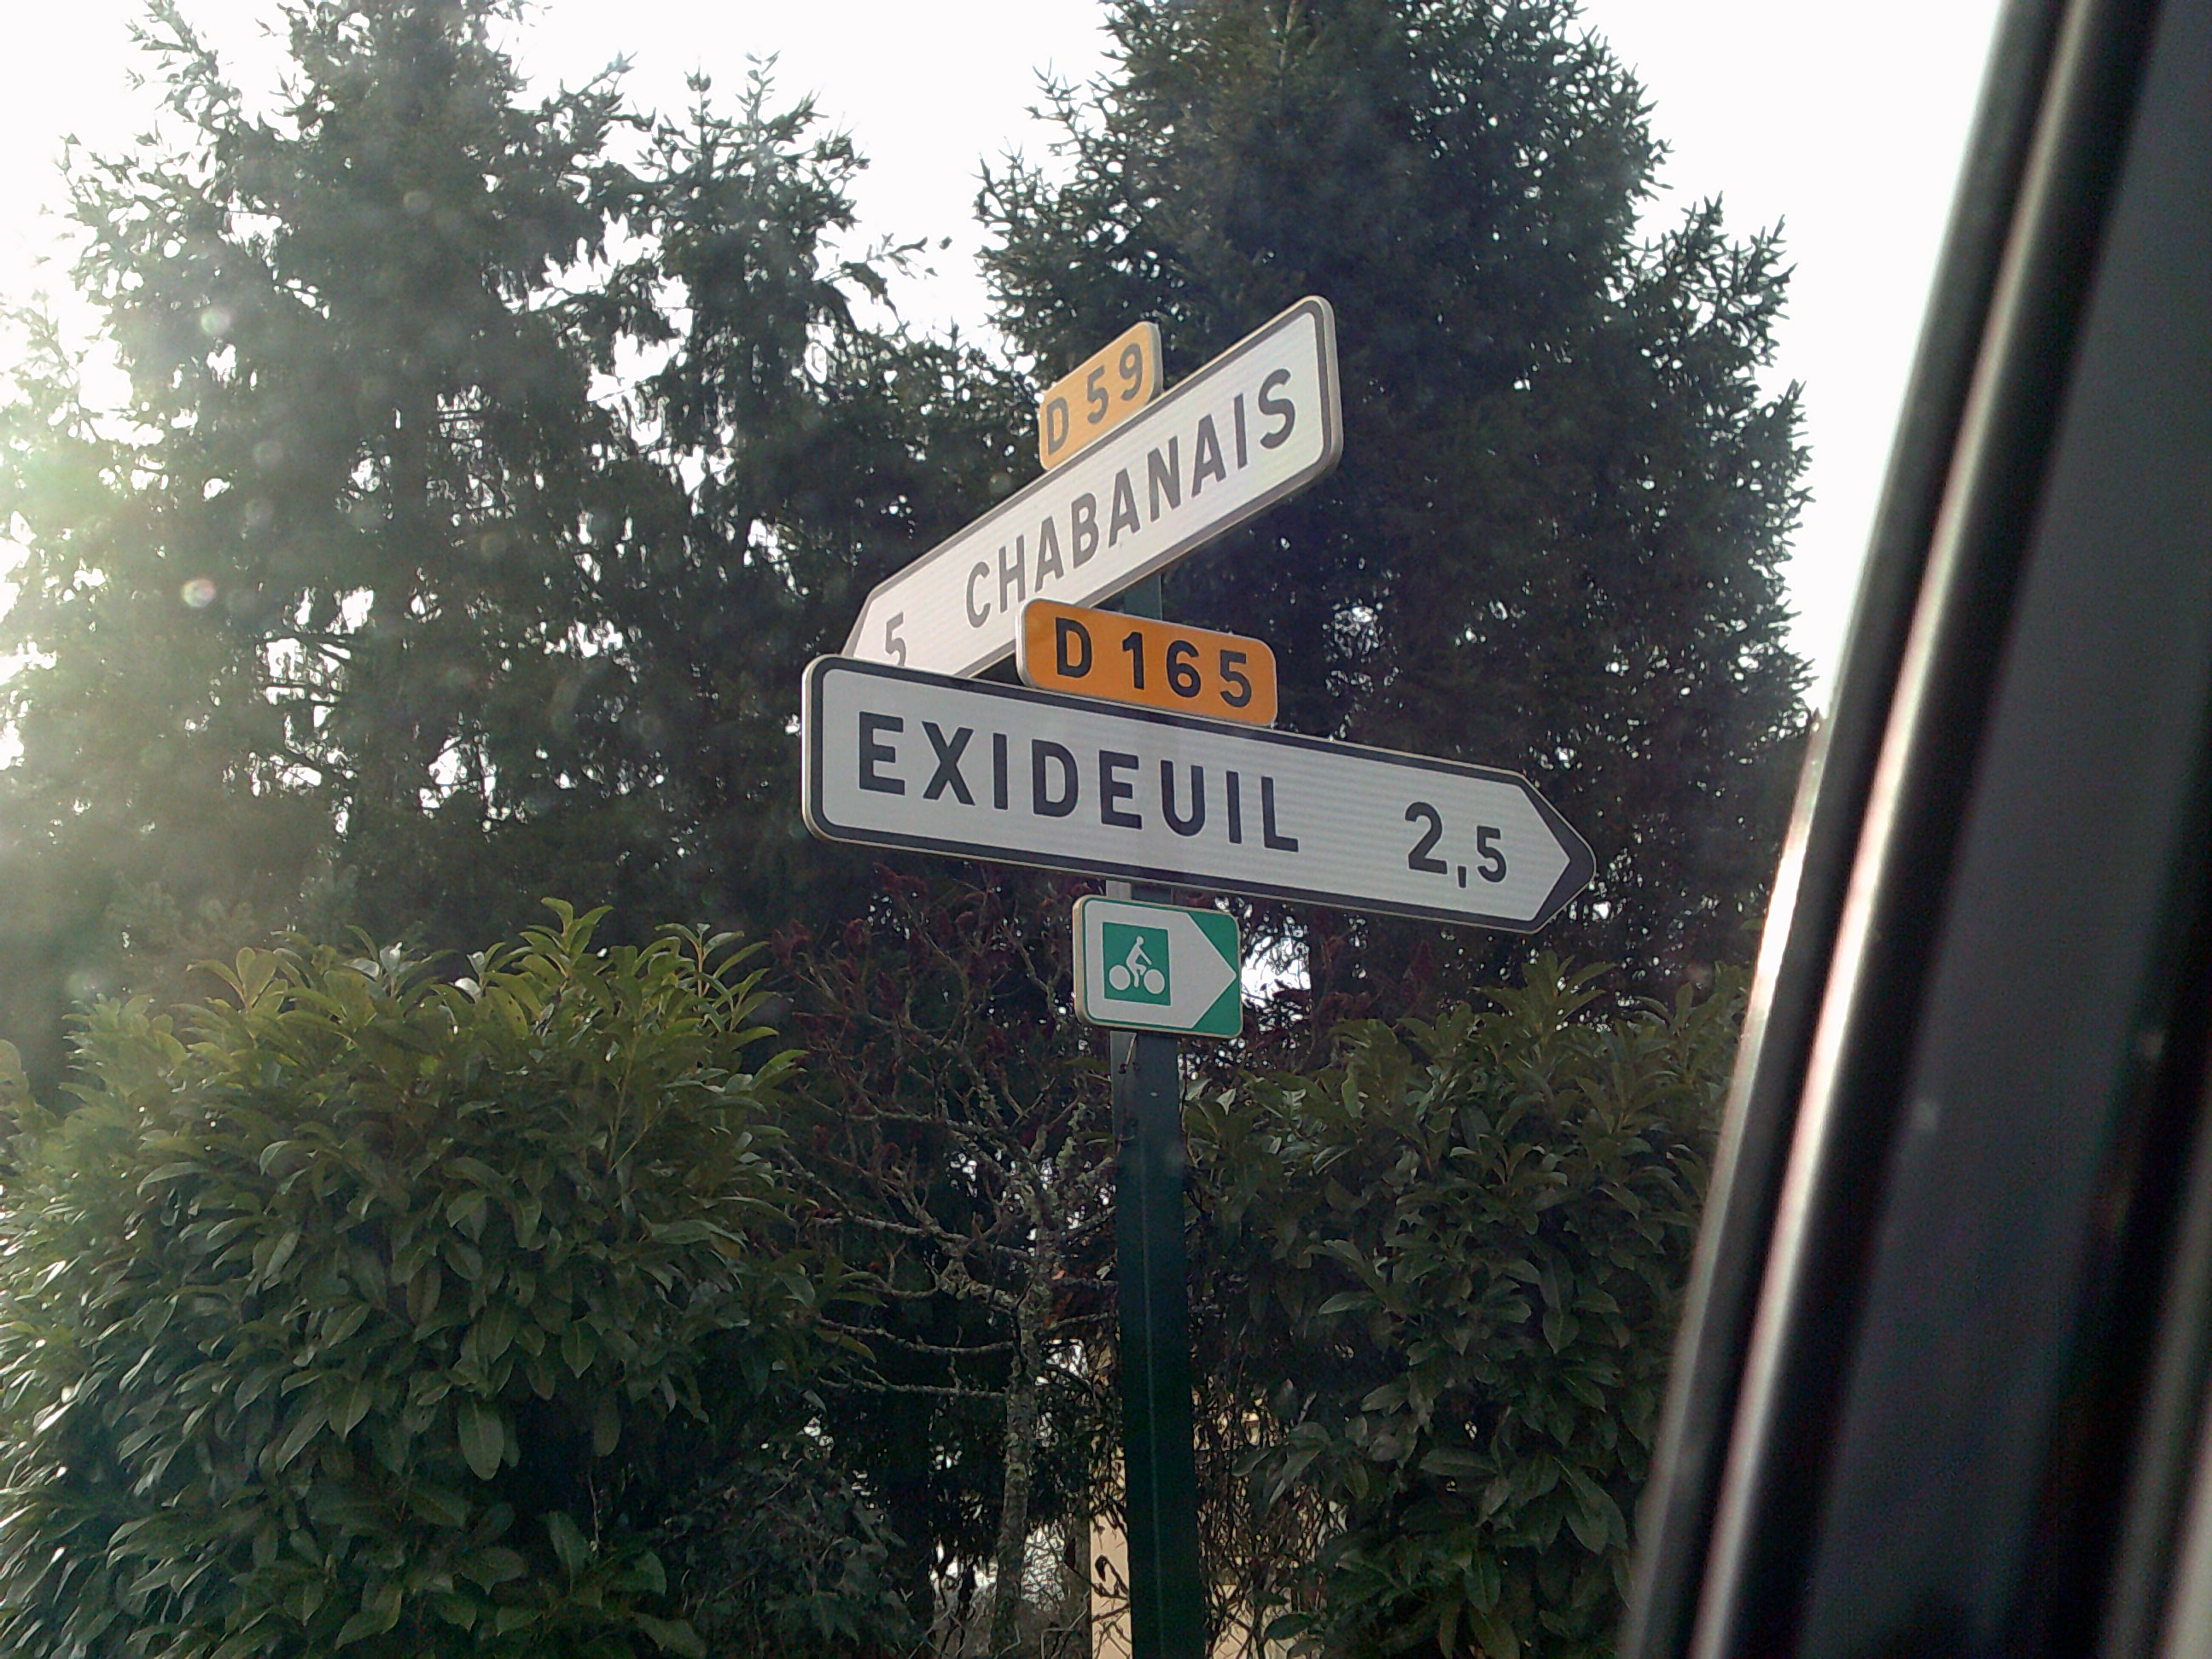 D 59
5 CHABANAIS
D 165
EXIDEUIL 2,5